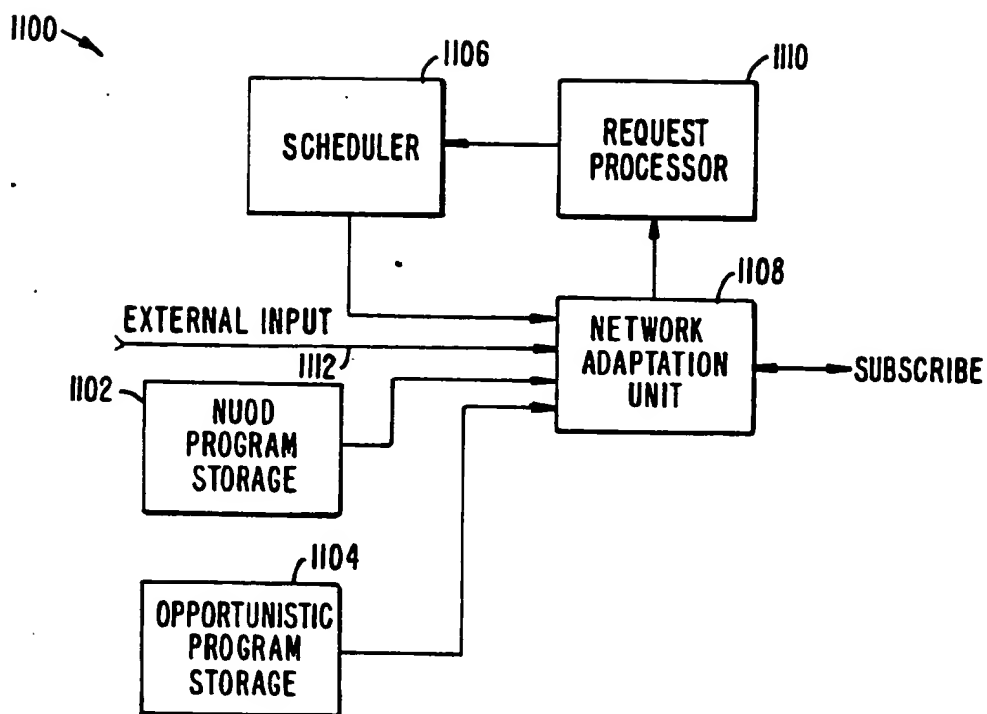 1100
1106
1110
SCHEDULER
REQUEST
PROCESSOR
1108
EXTERNAL INPUT
1112
NETWORK
ADAPTATION
UNIT
SUBSCRIBE
1102
NUOD
PROGRAM
STORAGE
1104
OPPORTUNISTIC
PROGRAM
STORAGE